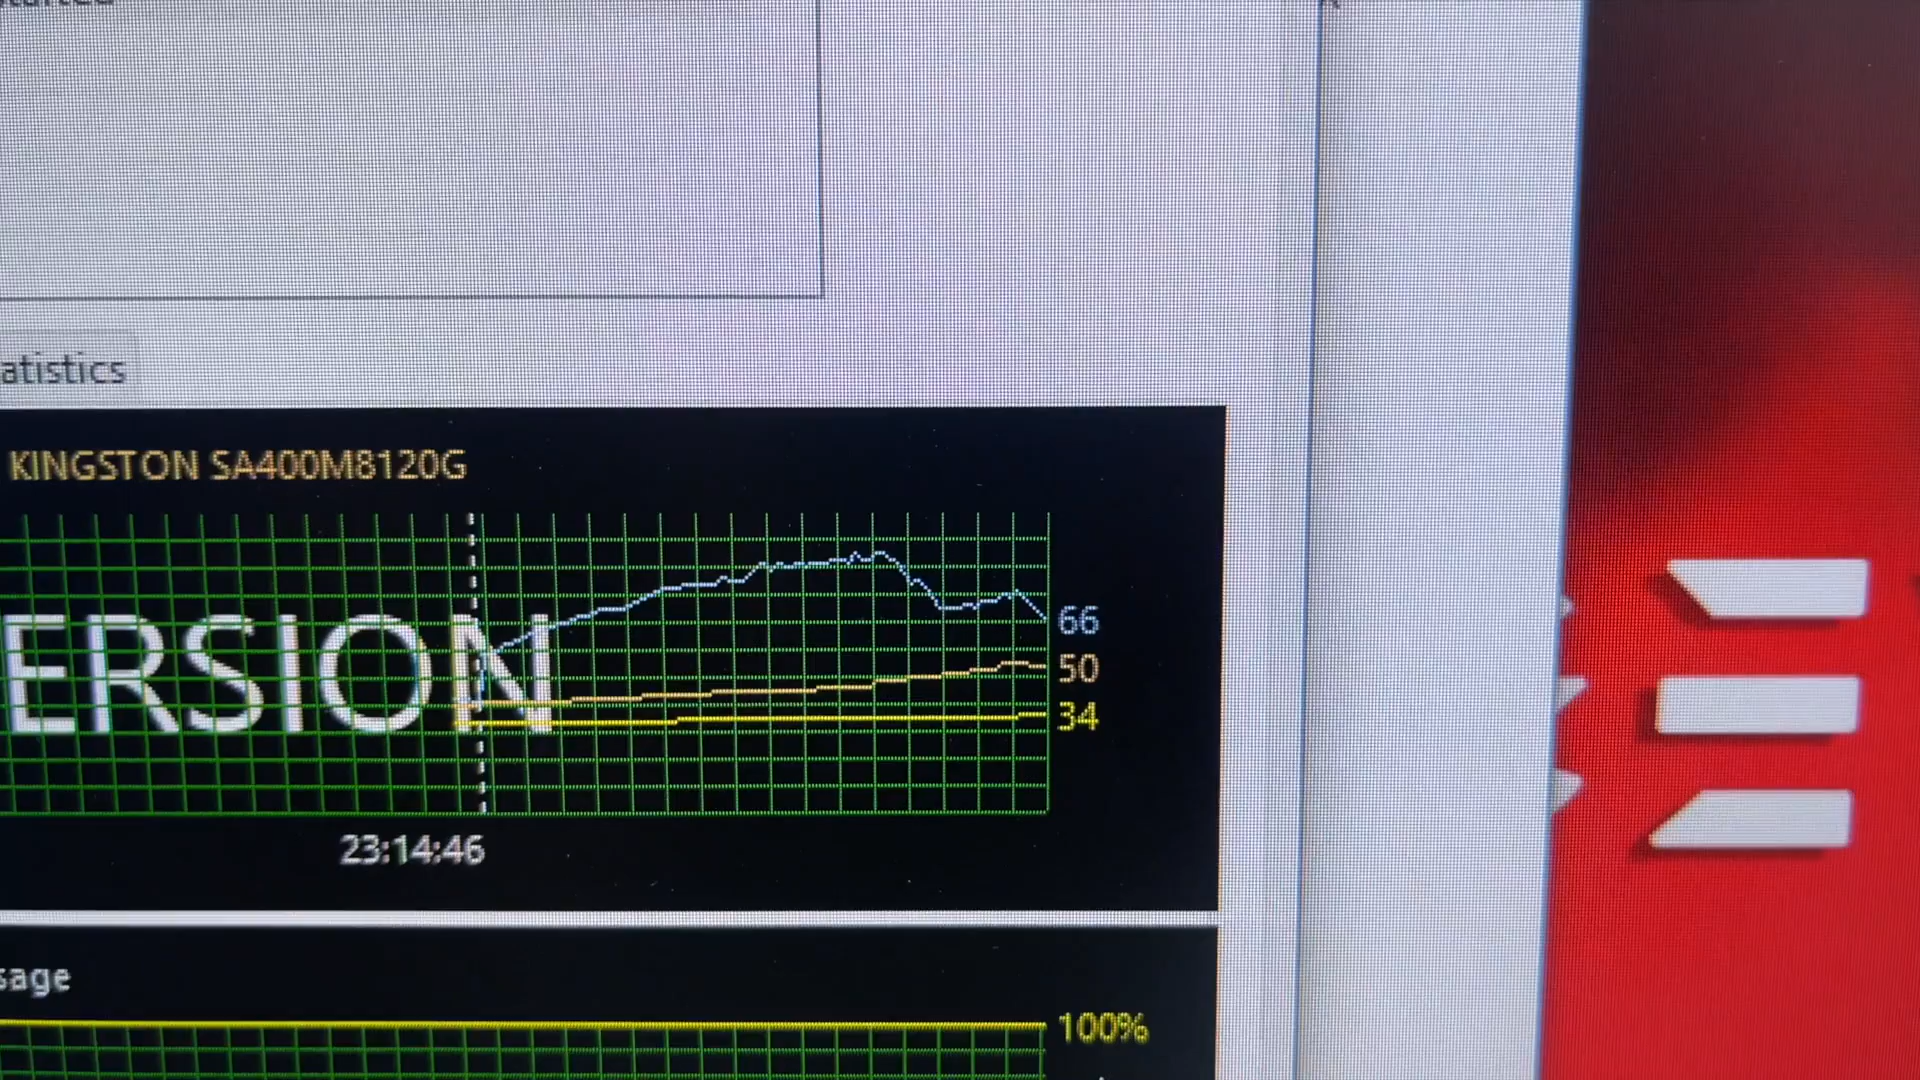 atistics
KINGSTON SA400M8120G
ERSION
66
50
34
23:14:46
sage
100%